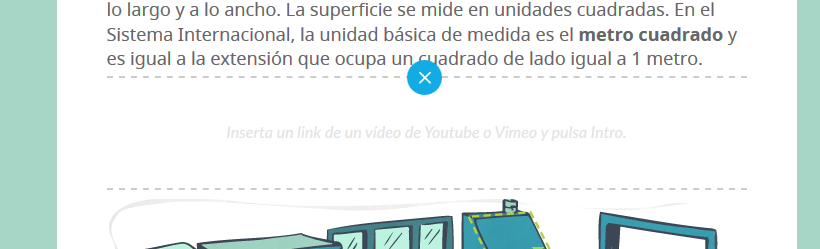 lo largo y a lo ancho. La superficie se mide en unidades cuadradas. En el
Sistema Internacional, la unidad básica de medida es el metro cuadrado y
es igual a la extensión que ocupa un cuadrado de lado igual a 1 metro.
Inserta un link de un vídeo de Youtube o Vimeo y pulsa Intro.